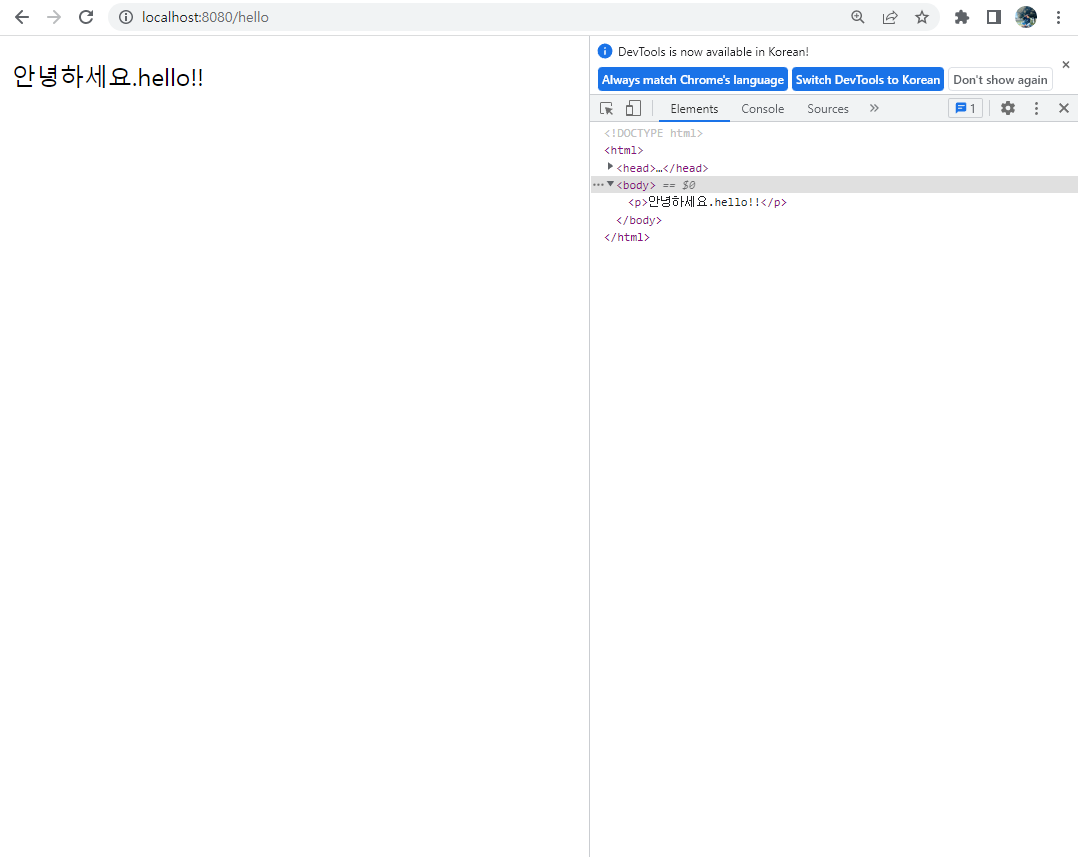 localhost:8080/hello
안녕하세요.hello!!
DevTools is now available in Korean!
Always match Chrome's language Switch DevTools to Korean Don't show again
Elements Console Sources 1
<!DOCTYPE html>
<html>
<head>…</head>
<body> == $0
<p>안녕하세요.hello!!</p>
</body>
</html>